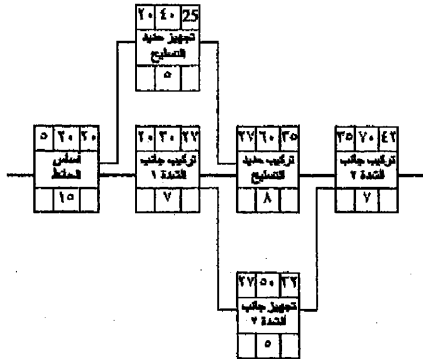 ٢٠ ٤٠ 25
تجهيز حديد
التسليح
٥
٥ ٢٠ ٢٠
أساس
الحائط
١٥
٢٠ ٣٠ ٢٧
تركيب جانب
الشدة ١
٧
٢٧ ٦٠ ٣٥
تركيب حديد
التسليح
٨
٣٥ ٧٠ ٤٢
تركيب جانب
الشدة ٢
٧
٢٧ ٥٠ ٣٢
تجهيز جانب
الشدة ٢
٥